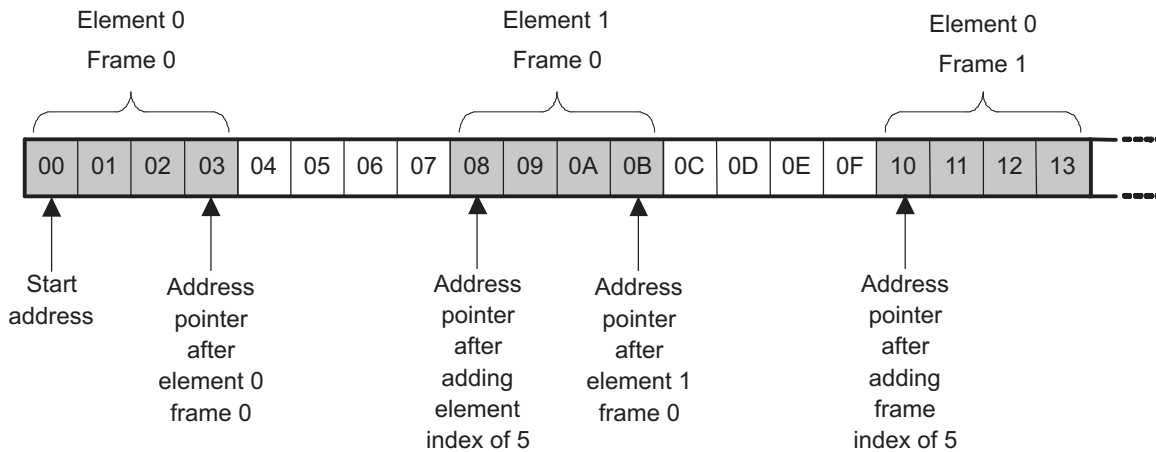 Element 0
Frame 0
Element 1
Frame 0
Element 0
Frame 1
00 01 02 03 04 05 06 07 08 09 0A 0B 0C 0D 0E 0F 10 11 12 13
Start
address
Address
pointer
after
element 0
frame 0
Address
pointer
after
adding
element
index of 5
Address
pointer
after
element 1
frame 0
Address
pointer
after
adding
frame
index of 5